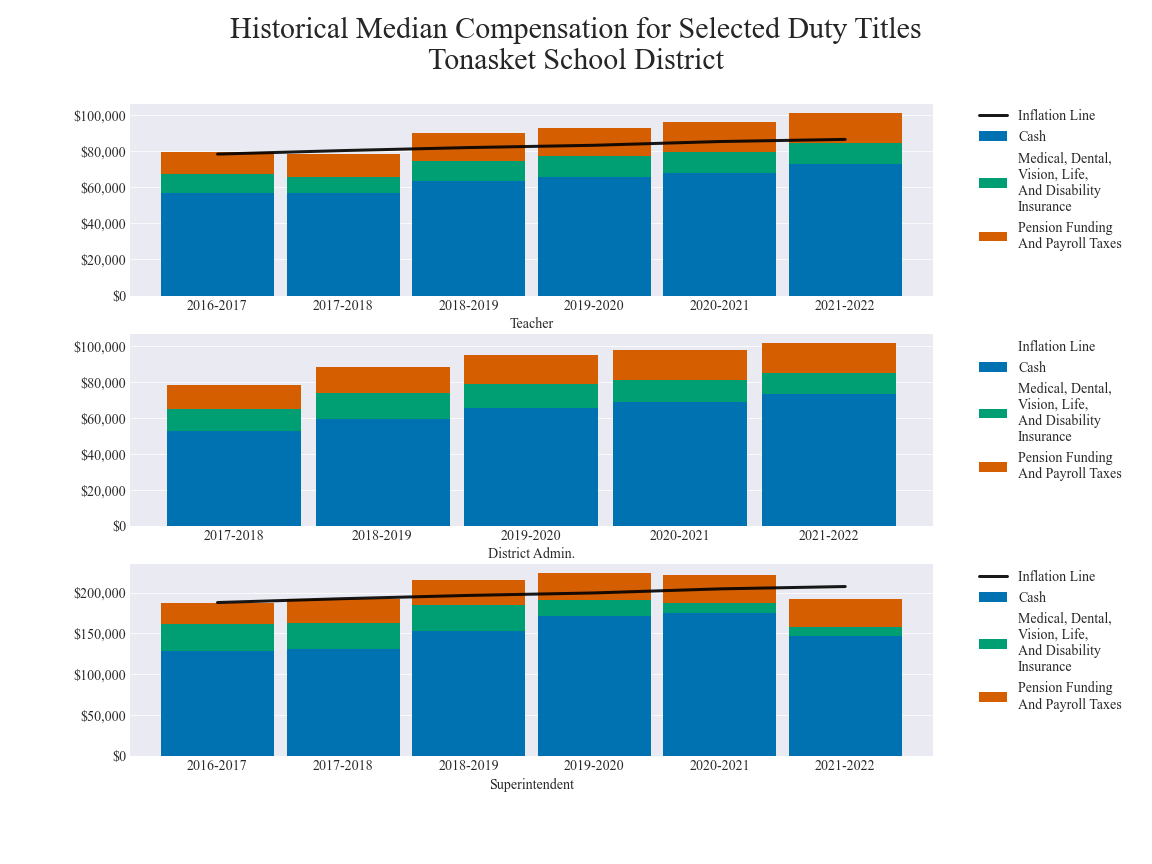 Historical Median Compensation for Selected Duty Titles
Tonasket School District
$100,000
$80,000
$60,000
$40,000
$20,000
$0
2016-2017 2017-2018 2018-2019 2019-2020 2020-2021 2021-2022
Teacher
Inflation Line
Cash
Medical, Dental,
Vision, Life,
And Disability
Insurance
Pension Funding
And Payroll Taxes
$100,000
$80,000
$60,000
$40,000
$20,000
$0
2017-2018 2018-2019 2019-2020 2020-2021 2021-2022
District Admin.
Inflation Line
Cash
Medical, Dental,
Vision, Life,
And Disability
Insurance
Pension Funding
And Payroll Taxes
$200,000
$150,000
$100,000
$50,000
$0
2016-2017 2017-2018 2018-2019 2019-2020 2020-2021 2021-2022
Superintendent
Inflation Line
Cash
Medical, Dental,
Vision, Life,
And Disability
Insurance
Pension Funding
And Payroll Taxes